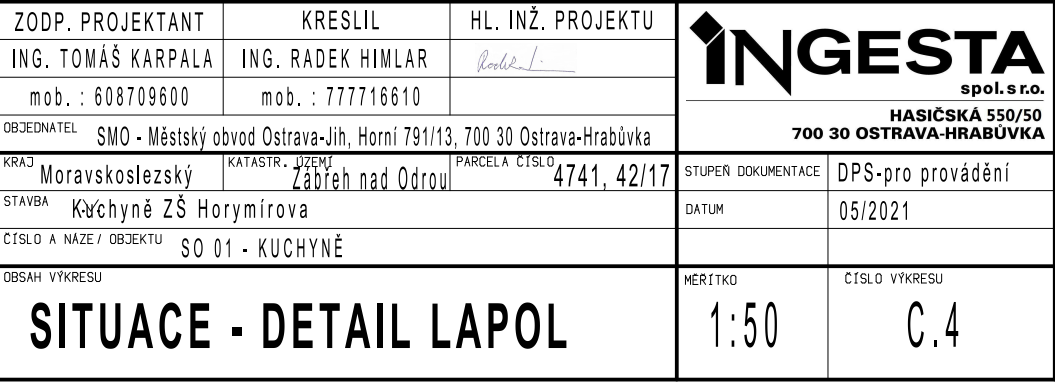 ZODP. PROJEKTANT KRESLIL HL. INŽ. PROJEKTU
ING. TOMÁŠ KARPALA ING. RADEK HIMLAR
mob. : 608709600 mob. : 777716610
INGESTA
spol. s r.o.
HASIČSKÁ 550/50
700 30 OSTRAVA-HRABŮVKA
OBJEDNATEL SMO - Městský obvod Ostrava-Jih, Horní 791/13, 700 30 Ostrava-Hrabůvka
KRAJ Moravskoslezský KATASTR. ÚZEMÍ Zábřeh nad Odrou PARCELA ČÍSLO 4741, 42/17 STUPEŇ DOKUMENTACE DPS-pro provádění
STAVBA Kuchyně ZŠ Horymírova DATUM 05/2021
ČÍSLO A NÁZE/ OBJEKTU SO 01 - KUCHYNĚ
OBSAH VÝKRESU MĚŘÍTKO ČÍSLO VÝKRESU
SITUACE - DETAIL LAPOL 1:50 C.4